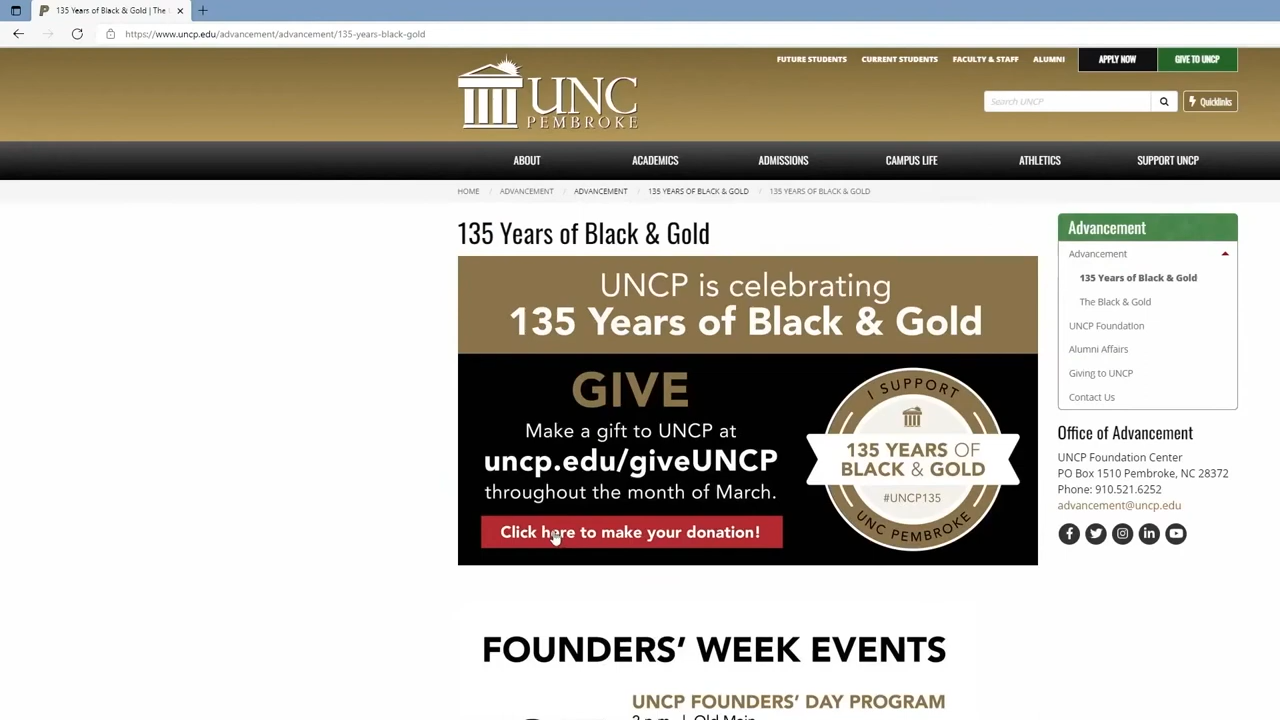 135 Years of Black & Gold | The
https://www.uncp.edu/advancement/advancement/135-years-black-gold
FUTURE STUDENTS CURRENT STUDENTS FACULTY & STAFF ALUMNI APPLY NOW GIVE TO UNCP
UNC
PEMBROKE
Search UNCP
Quicklinks
ABOUT ACADEMICS ADMISSIONS CAMPUS LIFE ATHLETICS SUPPORT UNCP
HOME / ADVANCEMENT / ADVANCEMENT / 135 YEARS OF BLACK & GOLD / 135 YEARS OF BLACK & GOLD
135 Years of Black & Gold
UNCP is celebrating
135 Years of Black & Gold
GIVE
Make a gift to UNCP at
uncp.edu/giveUNCP
throughout the month of March.
Click here to make your donation!
I SUPPORT
135 YEARS OF
BLACK & GOLD
#UNCP135
UNC PEMBROKE
FOUNDERS’ WEEK EVENTS
UNCP FOUNDERS’ DAY PROGRAM
2 p.m. | Old Main
Advancement
Advancement
135 Years of Black & Gold
The Black & Gold
UNCP Foundation
Alumni Affairs
Giving to UNCP
Contact Us
Office of Advancement
UNCP Foundation Center
PO Box 1510 Pembroke, NC 28372
Phone: 910.521.6252
advancement@uncp.edu